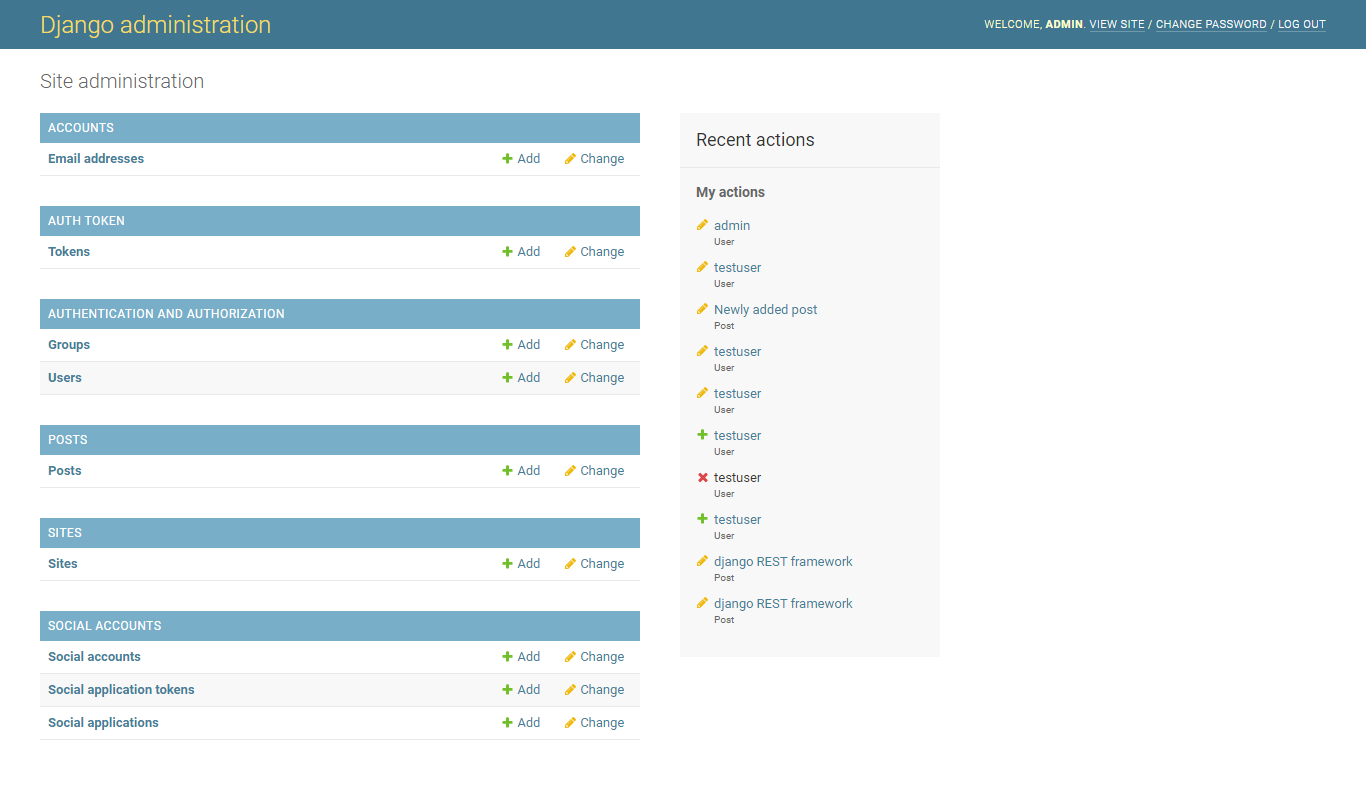 Django administration
WELCOME, ADMIN. VIEW SITE / CHANGE PASSWORD / LOG OUT
Site administration
ACCOUNTS
Email addresses Add Change
AUTH TOKEN
Tokens Add Change
AUTHENTICATION AND AUTHORIZATION
Groups Add Change
Users Add Change
POSTS
Posts Add Change
SITES
Sites Add Change
SOCIAL ACCOUNTS
Social accounts Add Change
Social application tokens Add Change
Social applications Add Change
Recent actions
My actions
admin
User
testuser
User
Newly added post
Post
testuser
User
testuser
User
testuser
User
testuser
User
testuser
User
django REST framework
Post
django REST framework
Post